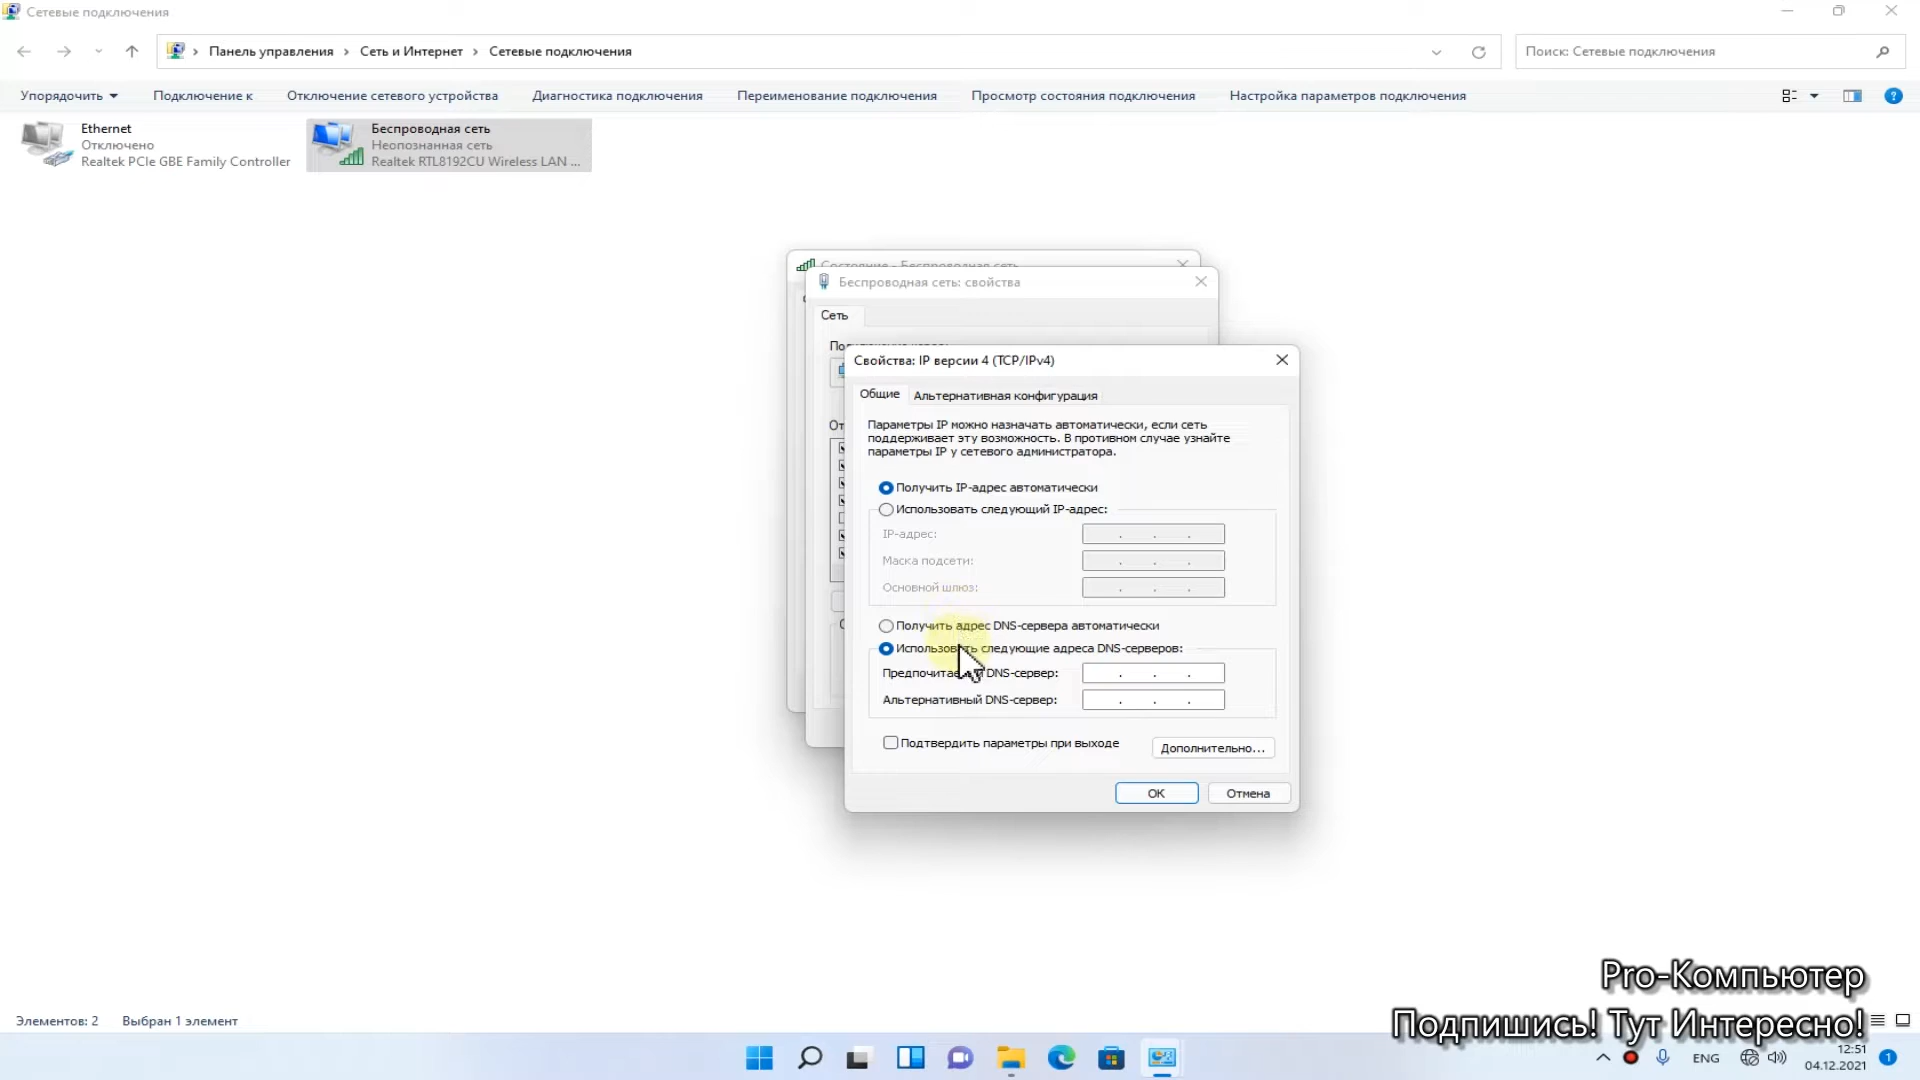 Сетевые подключения
Панель управления › Сеть и Интернет › Сетевые подключения
Поиск: Сетевые подключения
Упорядочить
Подключение к
Отключение сетевого устройства
Диагностика подключения
Переименование подключения
Просмотр состояния подключения
Настройка параметров подключения
Ethernet
Отключено
Realtek PCIe GBE Family Controller
Беспроводная сеть
Неопознанная сеть
Realtek RTL8192CU Wireless LAN ...
Состояние - Беспроводная сеть
Беспроводная сеть: свойства
Сеть
Свойства: IP версии 4 (TCP/IPv4)
Общие
Альтернативная конфигурация
Параметры IP можно назначать автоматически, если сеть
поддерживает эту возможность. В противном случае узнайте
параметры IP у сетевого администратора.
Получить IP-адрес автоматически
Использовать следующий IP-адрес:
IP-адрес:
Маска подсети:
Основной шлюз:
Получить адрес DNS-сервера автоматически
Использовать следующие адреса DNS-серверов:
Предпочитаемый DNS-сервер:
Альтернативный DNS-сервер:
Подтвердить параметры при выходе
Дополнительно...
OK
Отмена
Pro-Компьютер
Подпишись! Тут Интересно!
Элементов: 2
Выбран 1 элемент
ENG
12:51
04.12.2021
1